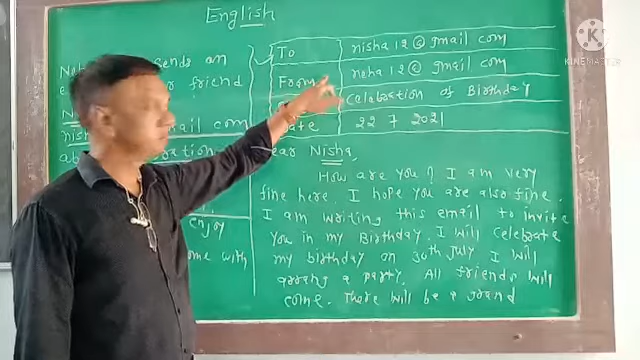 English
To nisha 12 @ gmail com
From neha 12 @ gmail com
Celebration of Birthday
Date 22 7 2021
Dear Nisha,
How are you ? I am very
fine here. I hope you are also fine.
I am writing this email to invite
you in my Birthday. I will celebrate
my birthday on 30th July. I will
arrang a party. All friends will
come. There will be a grand
sends an
friend
mail com
enjoy
with
KINEMASTER